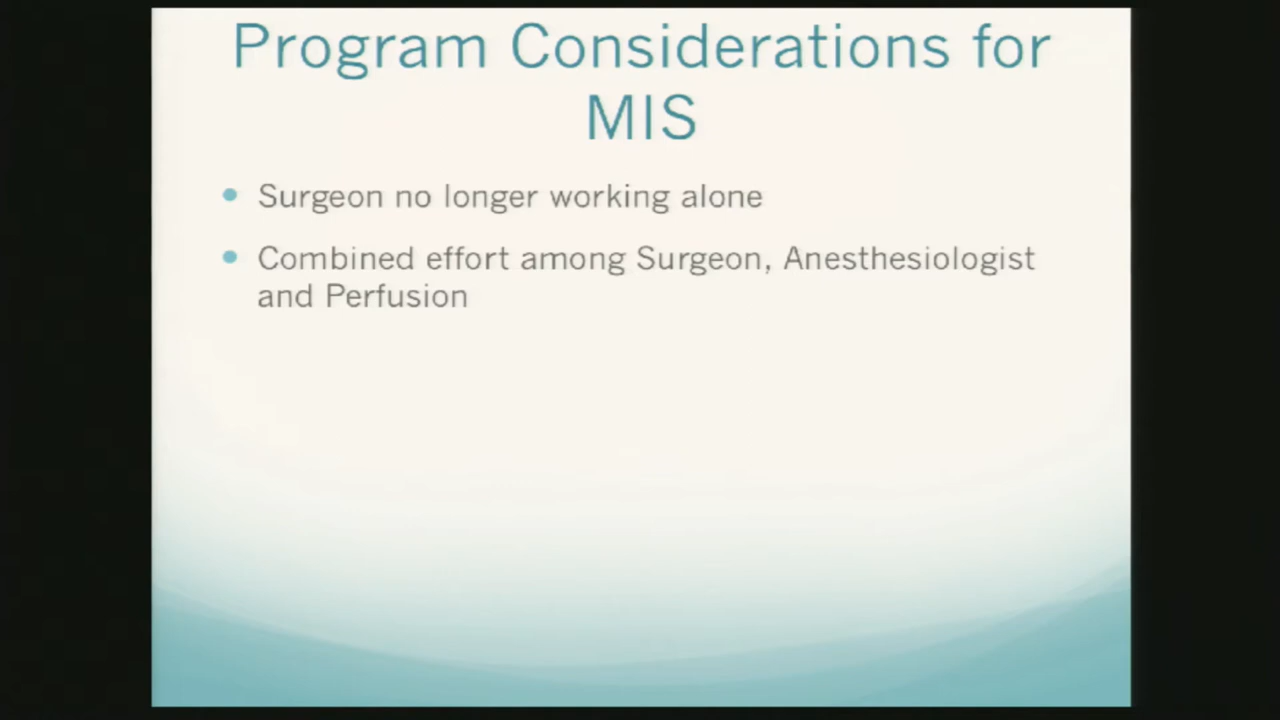 Program Considerations for
MIS
Surgeon no longer working alone
Combined effort among Surgeon, Anesthesiologist
and Perfusion